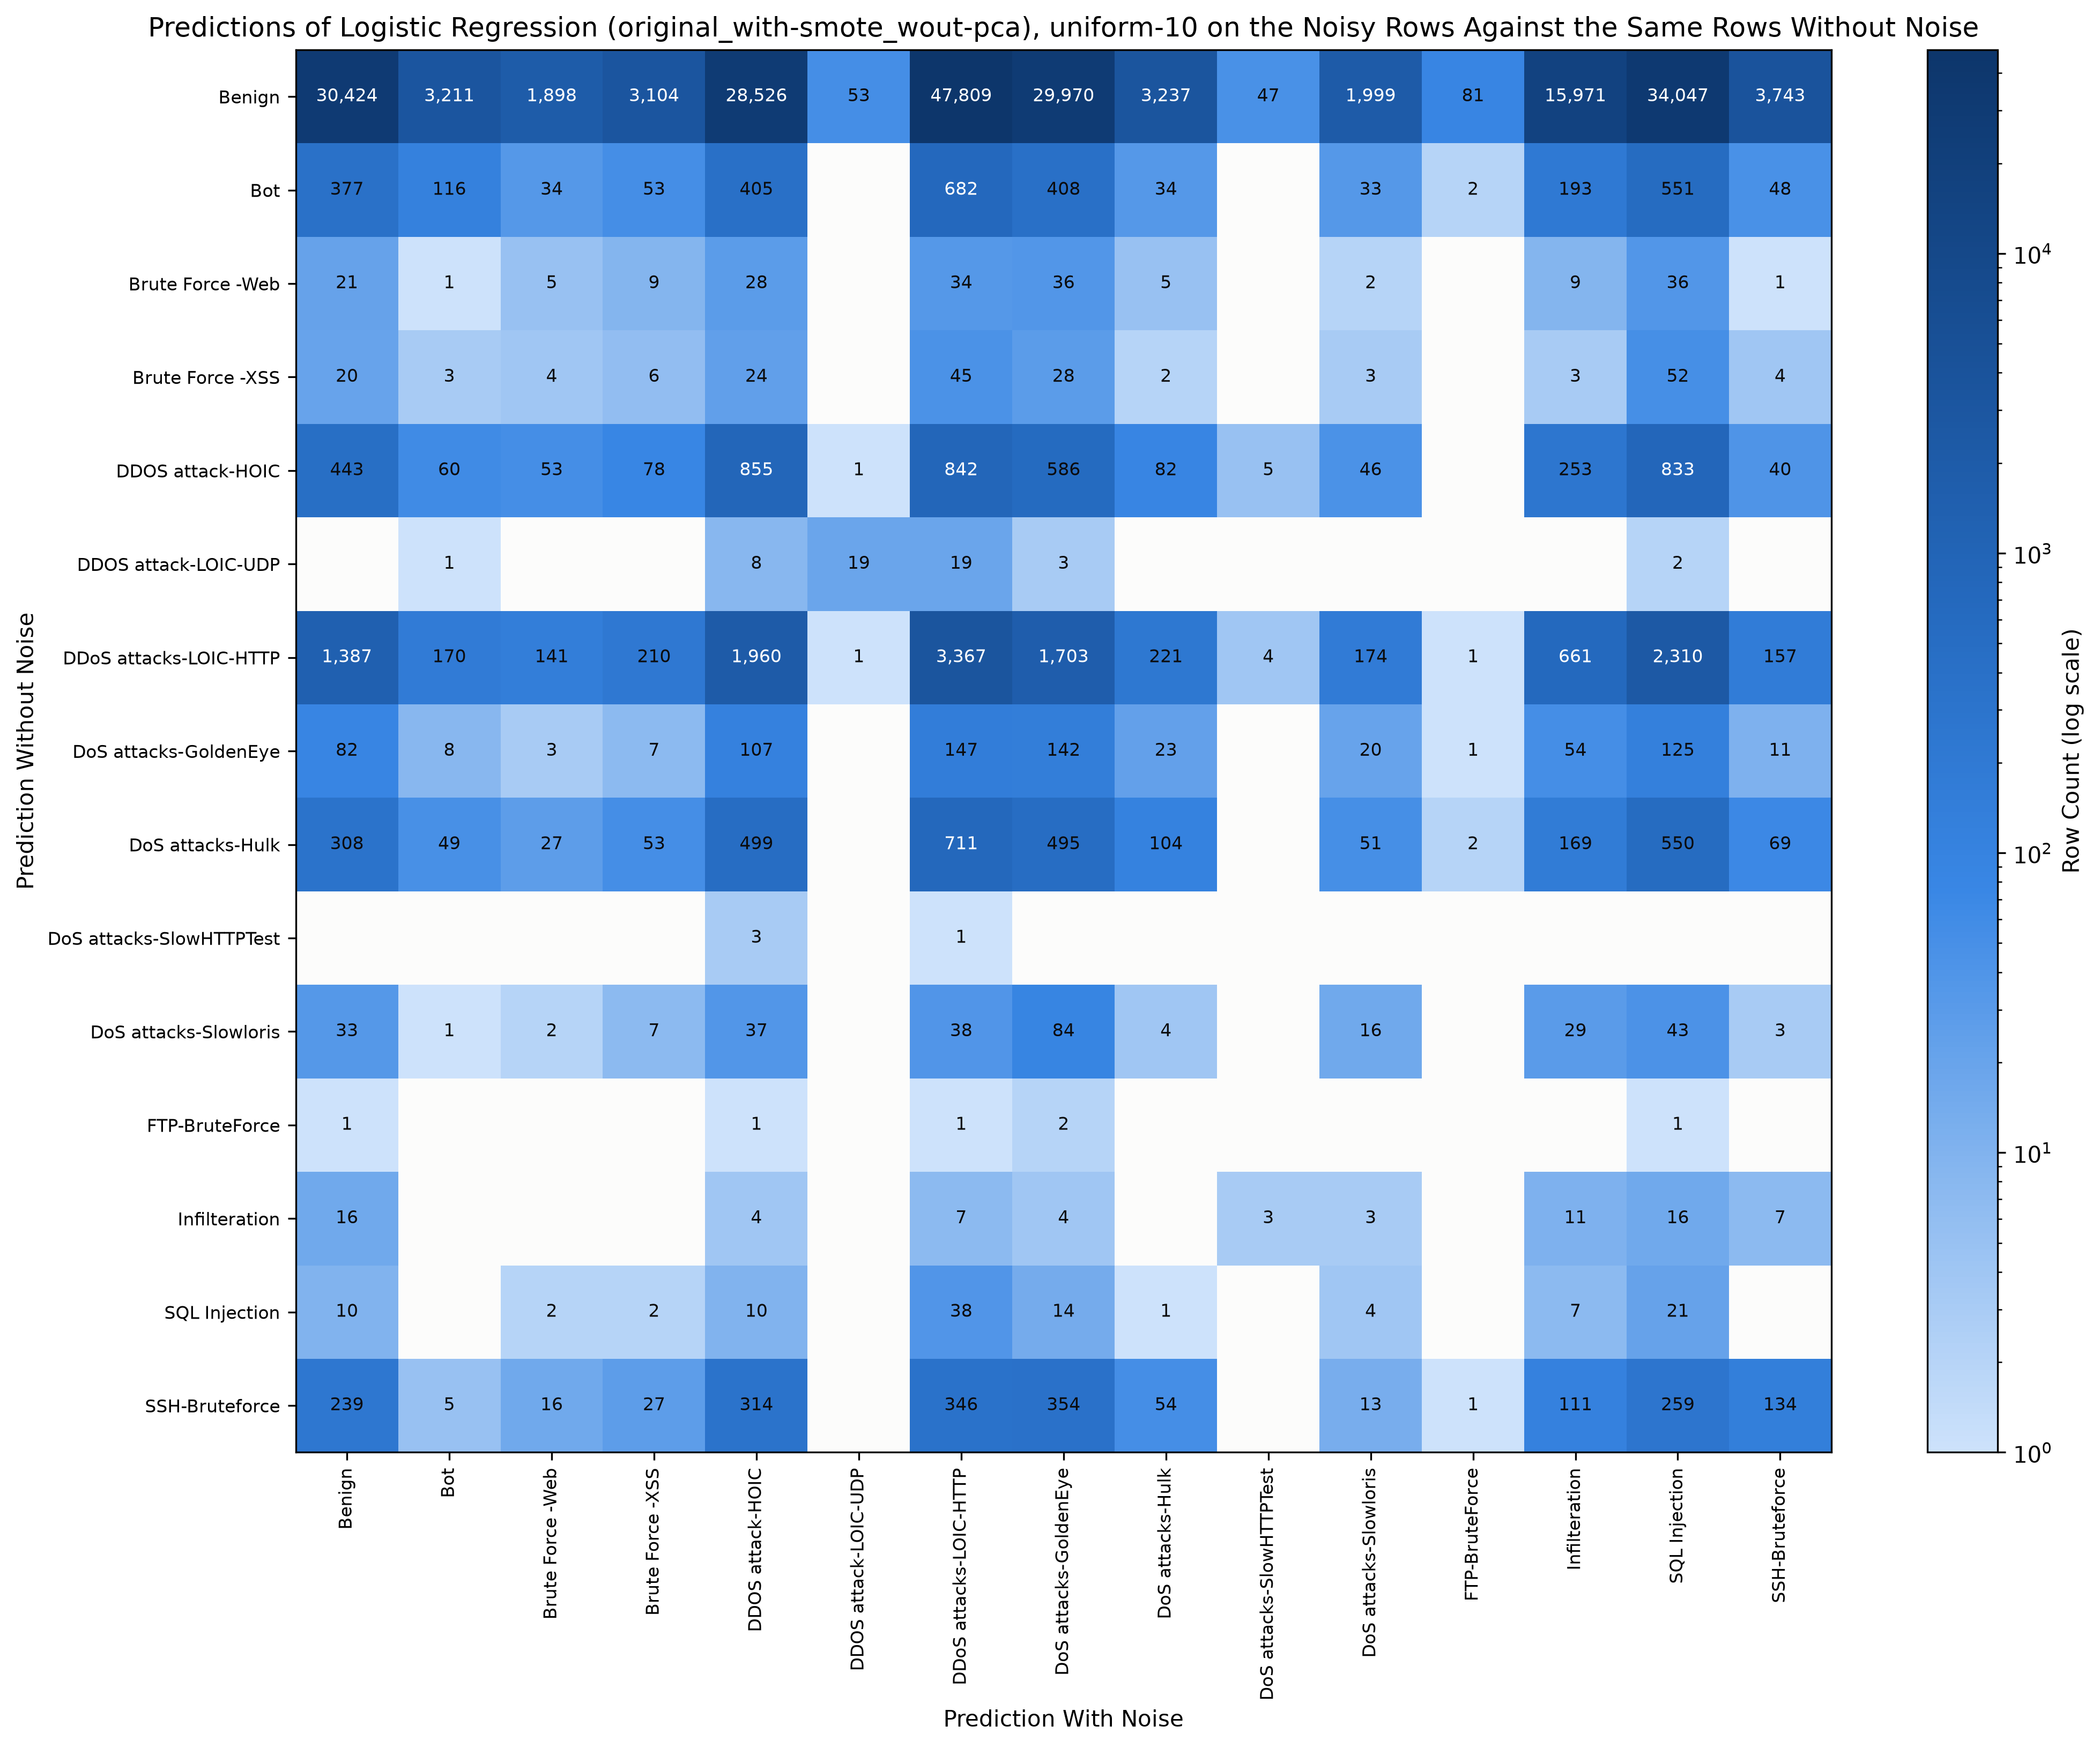 Predictions of Logistic Regression (original_with-smote_wout-pca), uniform-10 on the Noisy Rows Against the Same Rows Without Noise
Prediction Without Noise
Benign 30,424 3,211 1,898 3,104 28,526 53 47,809 29,970 3,237 47 1,999 81 15,971 34,047 3,743
Bot 377 116 34 53 405 682 408 34 33 2 193 551 48
Brute Force -Web 21 1 5 9 28 34 36 5 2 9 36 1
Brute Force -XSS 20 3 4 6 24 45 28 2 3 3 52 4
DDOS attack-HOIC 443 60 53 78 855 1 842 586 82 5 46 253 833 40
DDOS attack-LOIC-UDP 1 8 19 19 3 2
DDoS attacks-LOIC-HTTP 1,387 170 141 210 1,960 1 3,367 1,703 221 4 174 1 661 2,310 157
DoS attacks-GoldenEye 82 8 3 7 107 147 142 23 20 1 54 125 11
DoS attacks-Hulk 308 49 27 53 499 711 495 104 51 2 169 550 69
DoS attacks-SlowHTTPTest 3 1
DoS attacks-Slowloris 33 1 2 7 37 38 84 4 16 29 43 3
FTP-BruteForce 1 1 1 2 1
Infilteration 16 4 7 4 3 3 11 16 7
SQL Injection 10 2 2 10 38 14 1 4 7 21
SSH-Bruteforce 239 5 16 27 314 346 354 54 13 1 111 259 134
Benign
Bot
Brute Force -Web
Brute Force -XSS
DDOS attack-HOIC
DDOS attack-LOIC-UDP
DDoS attacks-LOIC-HTTP
DoS attacks-GoldenEye
DoS attacks-Hulk
DoS attacks-SlowHTTPTest
DoS attacks-Slowloris
FTP-BruteForce
Infilteration
SQL Injection
SSH-Bruteforce
Prediction With Noise
10⁴
10³
10²
10¹
10⁰
Row Count (log scale)